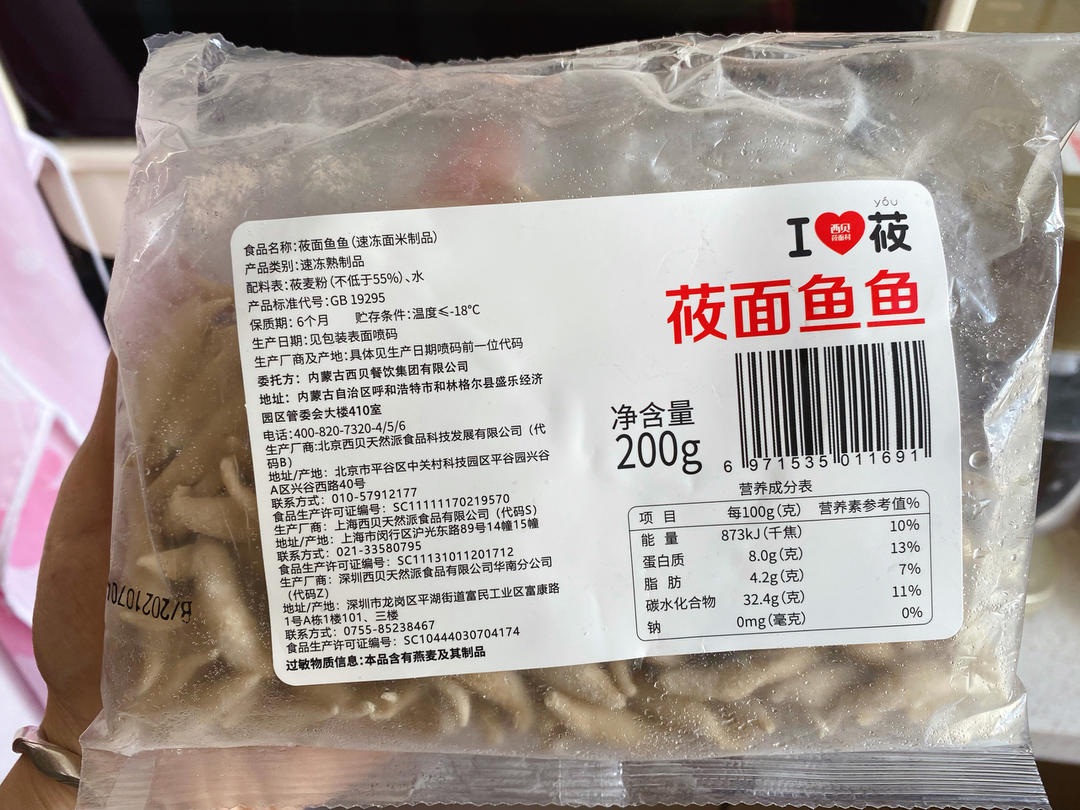 食品名称:莜面鱼鱼(速冻面米制品)
产品类别:速冻熟制品
配料表:莜麦粉(不低于55%)、水
产品标准代号:GB 19295
保质期:6个月 贮存条件:温度≤-18℃
生产日期:见包装表面喷码
生产厂商及产地:具体见生产日期喷码前一位代码
委托方:内蒙古西贝餐饮集团有限公司
地址:内蒙古自治区呼和浩特市和林格尔县盛乐经济
园区管委会大楼410室
电话:400-820-7320-4/5/6
生产厂商:北京西贝天然派食品科技发展有限公司(代
码B)
地址/产地:北京市平谷区中关村科技园区平谷园兴谷
A区兴谷西路40号
联系方式:010-57912177
食品生产许可证编号:SC11111170219570
生产厂商:上海西贝天然派食品有限公司(代码S)
地址/产地:上海市闵行区沪光东路89号14幢15幢
联系方式:021-33580795
食品生产许可证编号:SC11131011201712
生产厂商:深圳西贝天然派食品有限公司华南分公司
(代码Z)
地址/产地:深圳市龙岗区平湖街道富民工业区富康路
1号A栋1楼101、三楼
联系方式:0755-85238467
食品生产许可证编号:SC10444030704174
过敏物质信息:本品含有燕麦及其制品
yóu
I 西贝 莜
莜面村
莜面鱼鱼
净含量
200g
6 971535 011691
营养成分表
项 目 每100g(克) 营养素参考值%
能 量 873kJ(千焦) 10%
蛋白质 8.0g(克) 13%
脂 肪 4.2g(克) 7%
碳水化合物 32.4g(克) 11%
钠 0mg(毫克) 0%